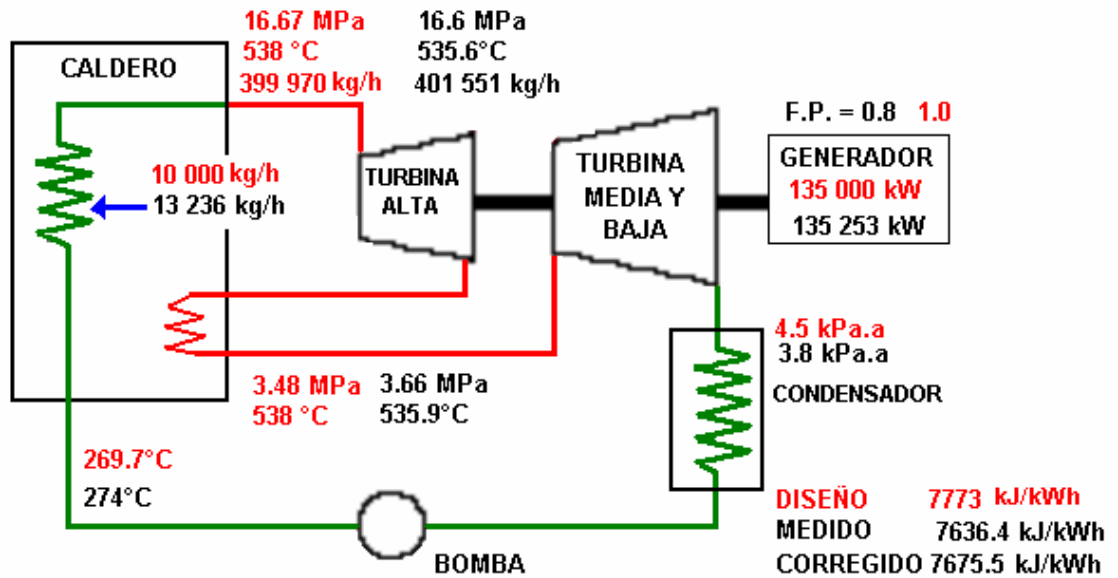 16.67 MPa
538 °C
399 970 kg/h
16.6 MPa
535.6°C
401 551 kg/h
CALDERO
10 000 kg/h
13 236 kg/h
TURBINA
ALTA
TURBINA
MEDIA Y
BAJA
F.P. = 0.8 1.0
GENERADOR
135 000 kW
135 253 kW
3.48 MPa
538 °C
3.66 MPa
535.9°C
4.5 kPa.a
3.8 kPa.a
CONDENSADOR
269.7°C
274°C
BOMBA
DISEÑO 7773 kJ/kWh
MEDIDO 7636.4 kJ/kWh
CORREGIDO 7675.5 kJ/kWh